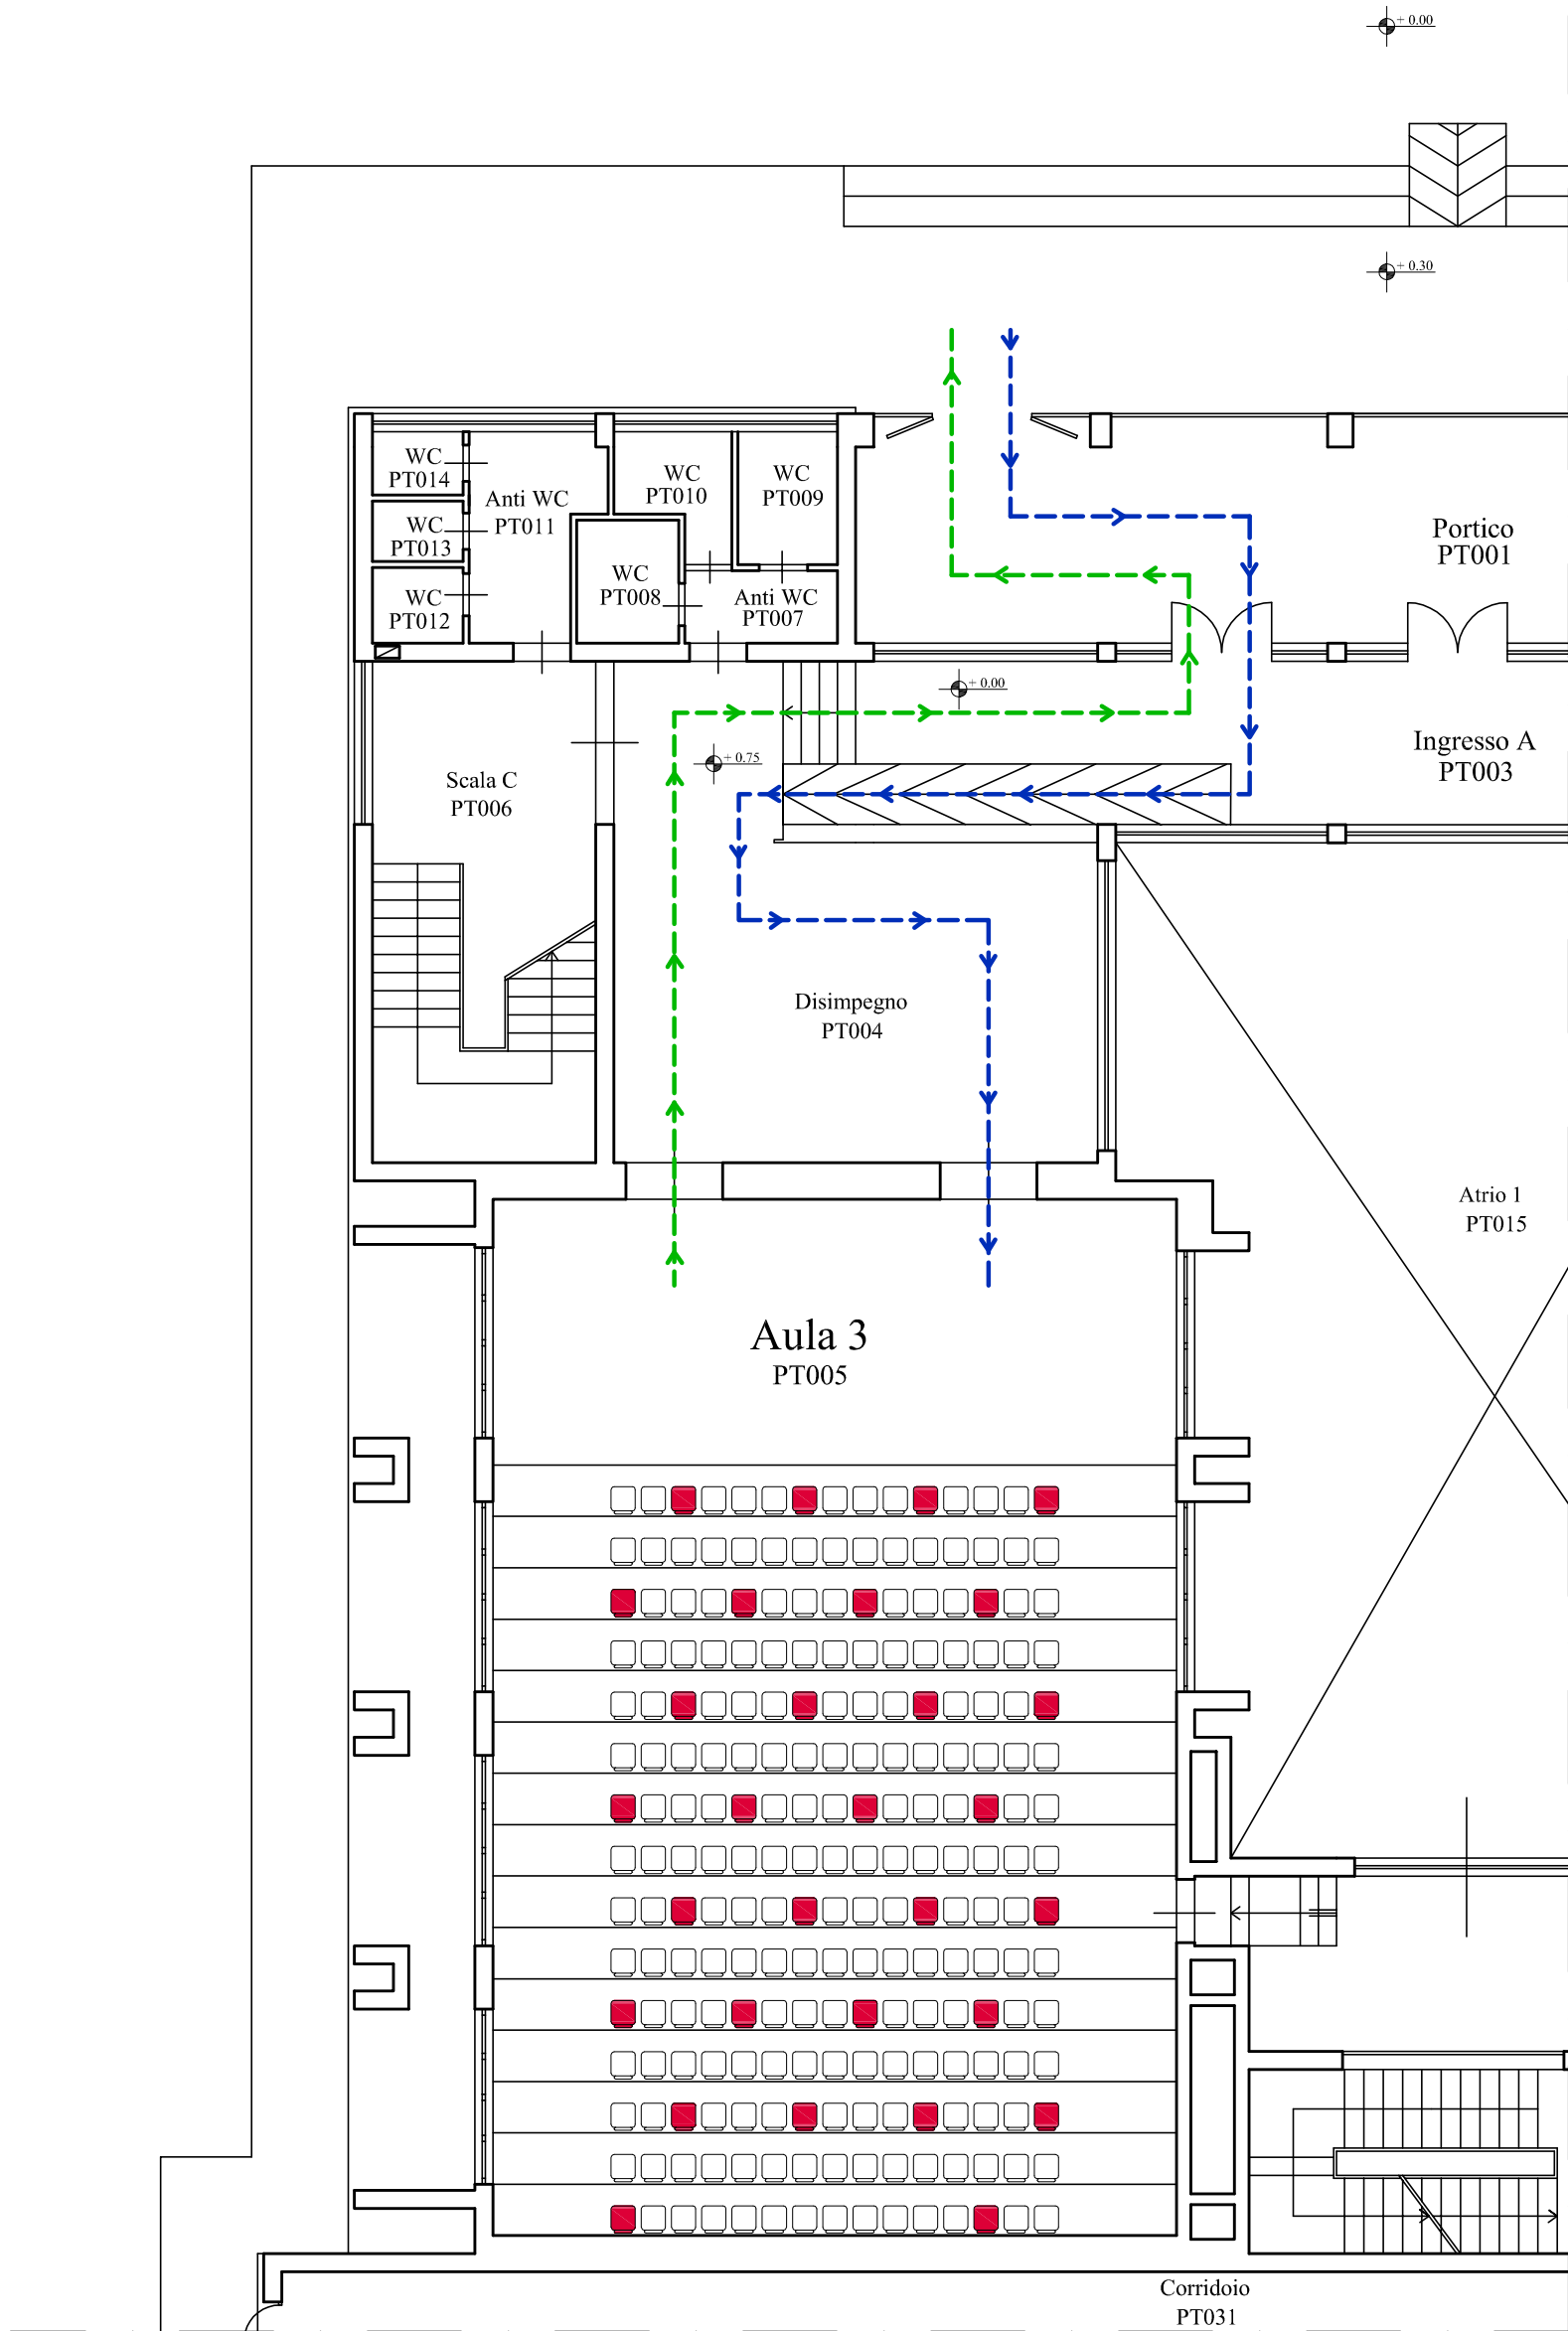 + 0.00
+ 0.30
WC
PT014
WC
PT013
WC
PT012
Anti WC
PT011
WC
PT010
WC
PT009
WC
PT008
Anti WC
PT007
Portico
PT001
+ 0.00
+ 0.75
Ingresso A
PT003
Scala C
PT006
Disimpegno
PT004
Atrio 1
PT015
Aula 3
PT005
Corridoio
PT031